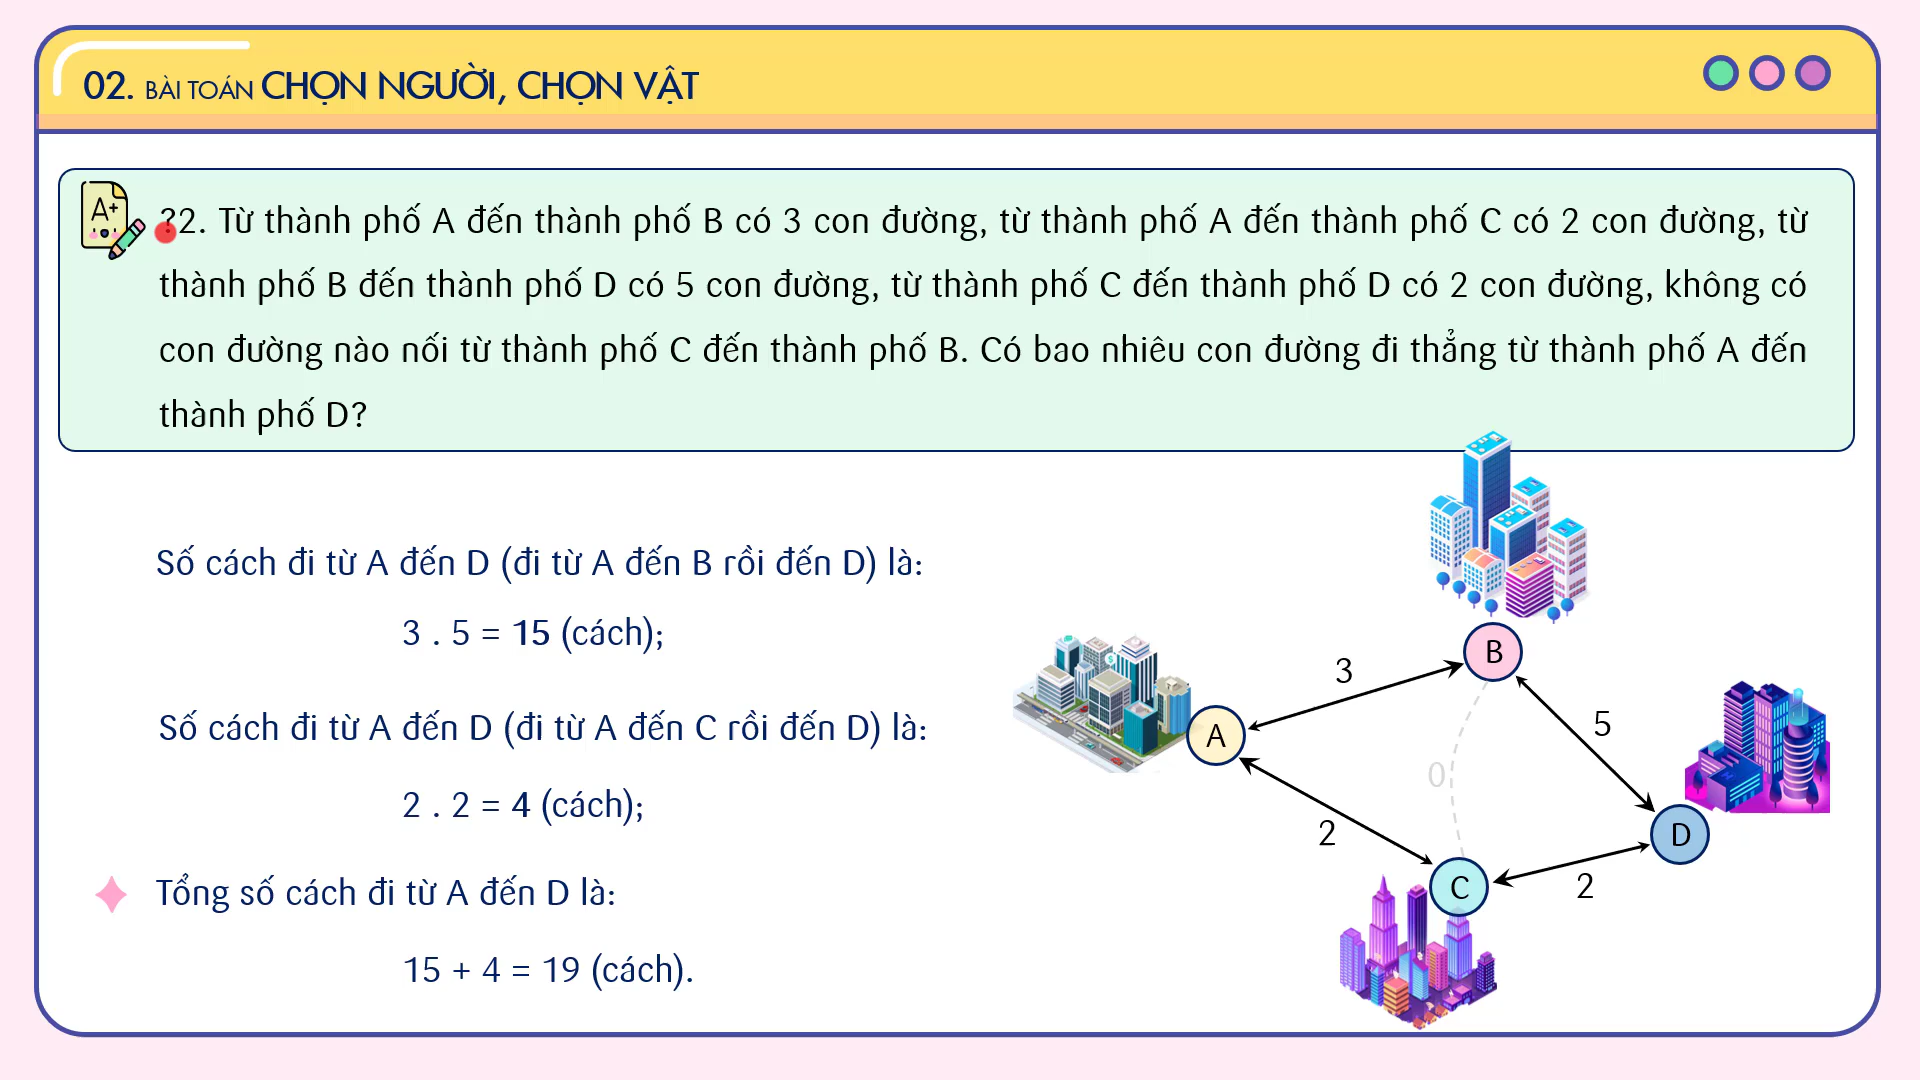 02. BÀI TOÁN CHỌN NGƯỜI, CHỌN VẬT
A+
?2. Từ thành phố A đến thành phố B có 3 con đường, từ thành phố A đến thành phố C có 2 con đường, từ
thành phố B đến thành phố D có 5 con đường, từ thành phố C đến thành phố D có 2 con đường, không có
con đường nào nối từ thành phố C đến thành phố B. Có bao nhiêu con đường đi thẳng từ thành phố A đến
thành phố D?
Số cách đi từ A đến D (đi từ A đến B rồi đến D) là:
3 . 5 = 15 (cách);
Số cách đi từ A đến D (đi từ A đến C rồi đến D) là:
2 . 2 = 4 (cách);
Tổng số cách đi từ A đến D là:
15 + 4 = 19 (cách).
B
3
5
A
0
2
D
C
2